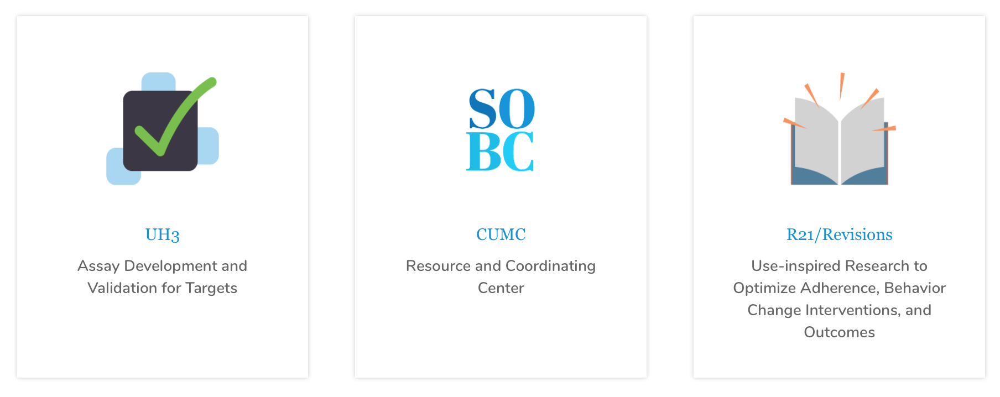 UH3
Assay Development and
Validation for Targets
SO
BC
CUMC
Resource and Coordinating
Center
R21/Revisions
Use-inspired Research to
Optimize Adherence, Behavior
Change Interventions, and
Outcomes